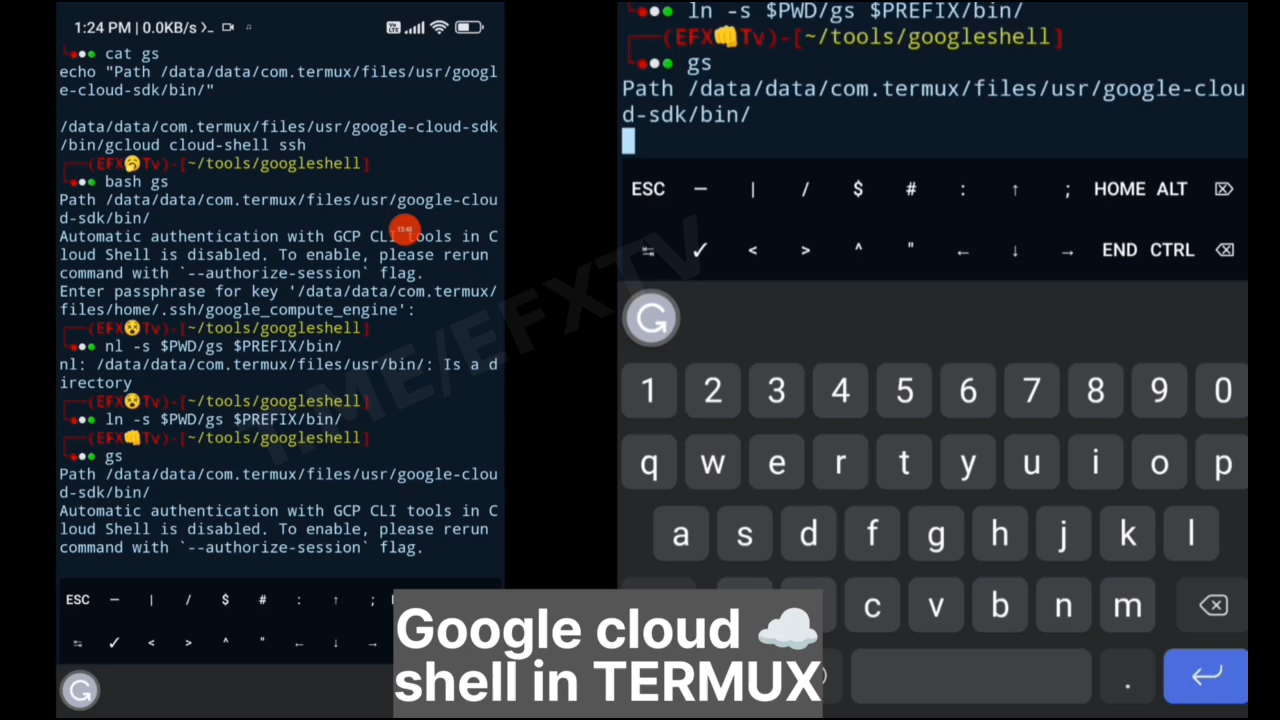 1:24 PM | 0.0KB/s >_
Vo
LTE
cat gs
echo "Path /data/data/com.termux/files/usr/googl
e-cloud-sdk/bin/"
/data/data/com.termux/files/usr/google-cloud-sdk
/bin/gcloud cloud-shell ssh
(EFX🥱Tv)-[~/tools/googleshell]
bash gs
Path /data/data/com.termux/files/usr/google-clou
d-sdk/bin/
Automatic authentication with GCP CLI tools in C
loud Shell is disabled. To enable, please rerun
command with `--authorize-session` flag.
Enter passphrase for key '/data/data/com.termux/
files/home/.ssh/google_compute_engine':
(EFX😵Tv)-[~/tools/googleshell]
nl -s $PWD/gs $PREFIX/bin/
nl: /data/data/com.termux/files/usr/bin/: Is a d
irectory
(EFX😵Tv)-[~/tools/googleshell]
ln -s $PWD/gs $PREFIX/bin/
(EFX👊Tv)-[~/tools/googleshell]
gs
Path /data/data/com.termux/files/usr/google-clou
d-sdk/bin/
Automatic authentication with GCP CLI tools in C
loud Shell is disabled. To enable, please rerun
command with `--authorize-session` flag.
13:48
ESC — | / $ # : ↑ ;
↹ ✓ < > ^ " ← ↓ →
ln -s $PWD/gs $PREFIX/bin/
(EFX👊Tv)-[~/tools/googleshell]
gs
Path /data/data/com.termux/files/usr/google-clou
d-sdk/bin/
ESC — | / $ # : ↑ ; HOME ALT ⌦
↹ ✓ < > ^ " ← ↓ → END CTRL ⌫
1 2 3 4 5 6 7 8 9 0
q w e r t y u i o p
a s d f g h j k l
c v b n m
.
Google cloud ☁️
shell in TERMUX
/EFXTV